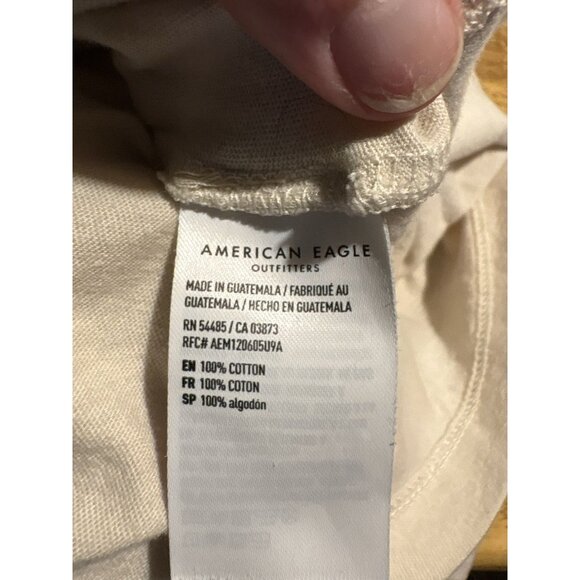 AMERICAN EAGLE
OUTFITTERS
MADE IN GUATEMALA / FABRIQUÉ AU
GUATEMALA / HECHO EN GUATEMALA
RN 54485 / CA 03873
RFC# AEM120605U9A
EN 100% COTTON
FR 100% COTON
SP 100% algodón